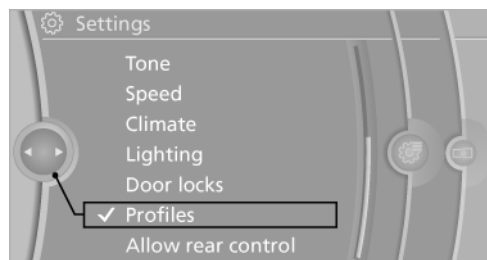 Settings
Tone
Speed
Climate
Lighting
Door locks
Profiles
Allow rear control